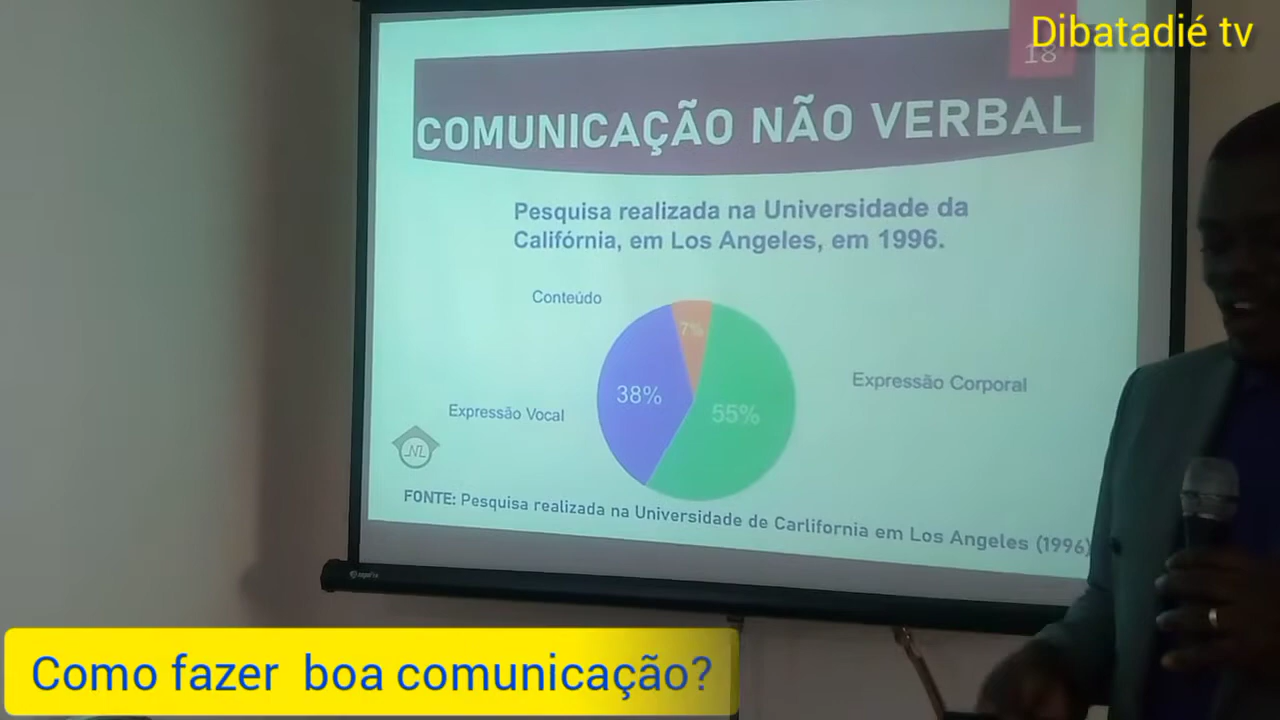 Dibatadié tv
18
COMUNICAÇÃO NÃO VERBAL
Pesquisa realizada na Universidade da
Califórnia, em Los Angeles, em 1996.
Conteúdo
7%
38%
55%
Expressão Corporal
Expressão Vocal
NL
FONTE: Pesquisa realizada na Universidade de Carlifornia em Los Angeles (1996)
Como fazer boa comunicação?